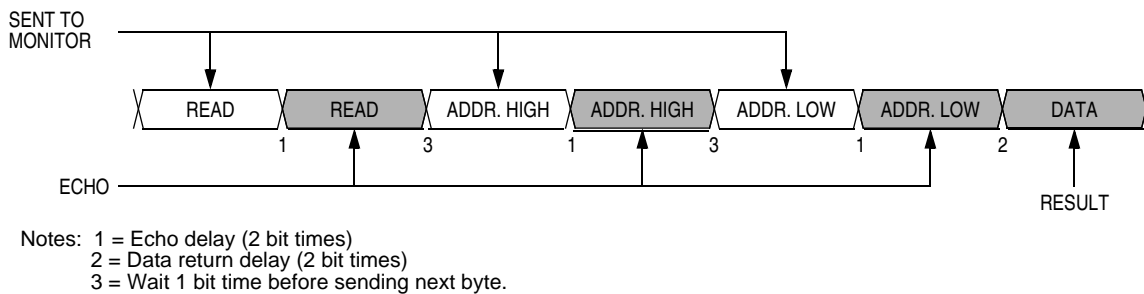 SENT TO
MONITOR
READ READ ADDR. HIGH ADDR. HIGH ADDR. LOW ADDR. LOW DATA
1 3 1 3 1 2
ECHO
RESULT
Notes: 1 = Echo delay (2 bit times)
2 = Data return delay (2 bit times)
3 = Wait 1 bit time before sending next byte.